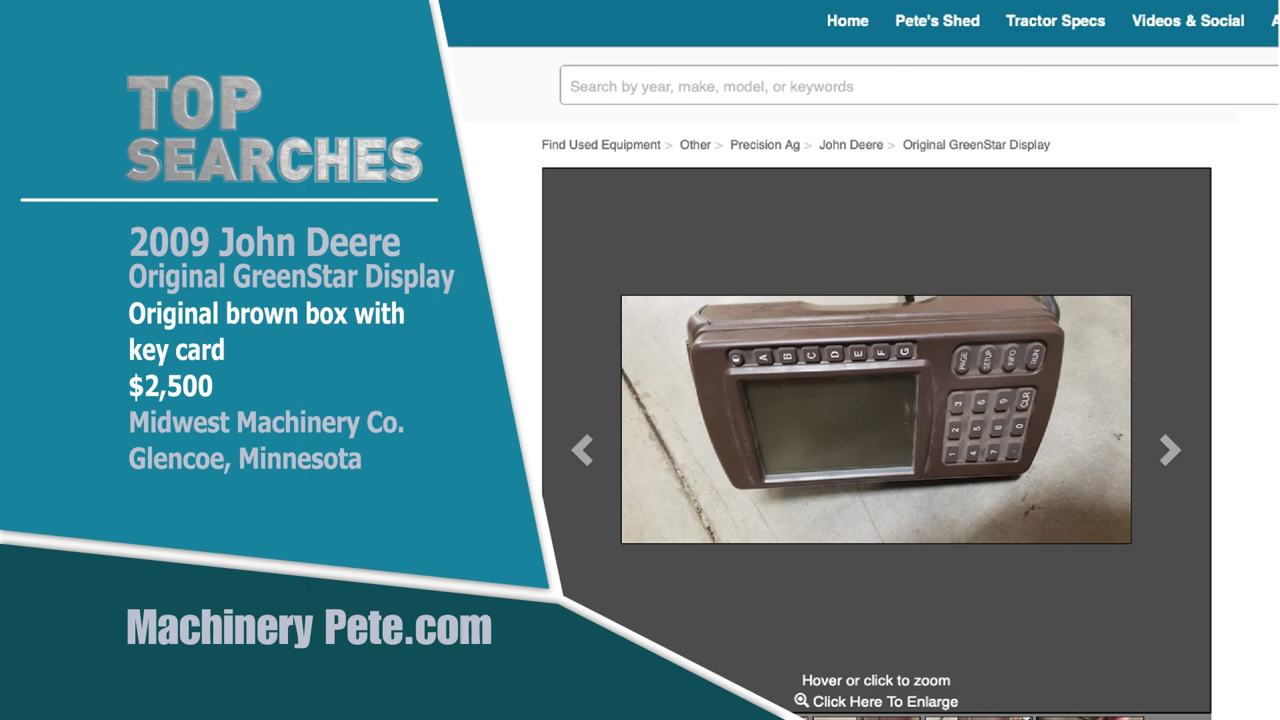 TOP
SEARCHES
2009 John Deere
Original GreenStar Display
Original brown box with
key card
$2,500
Midwest Machinery Co.
Glencoe, Minnesota
Machinery Pete.com
Home Pete's Shed Tractor Specs Videos & Social A
Search by year, make, model, or keywords
Find Used Equipment > Other > Precision Ag > John Deere > Original GreenStar Display
A B C D E F G
PAGE SETUP INFO RUN
3 6 9 CLR
2 5 8 0
1 4 7 .
Hover or click to zoom
Click Here To Enlarge